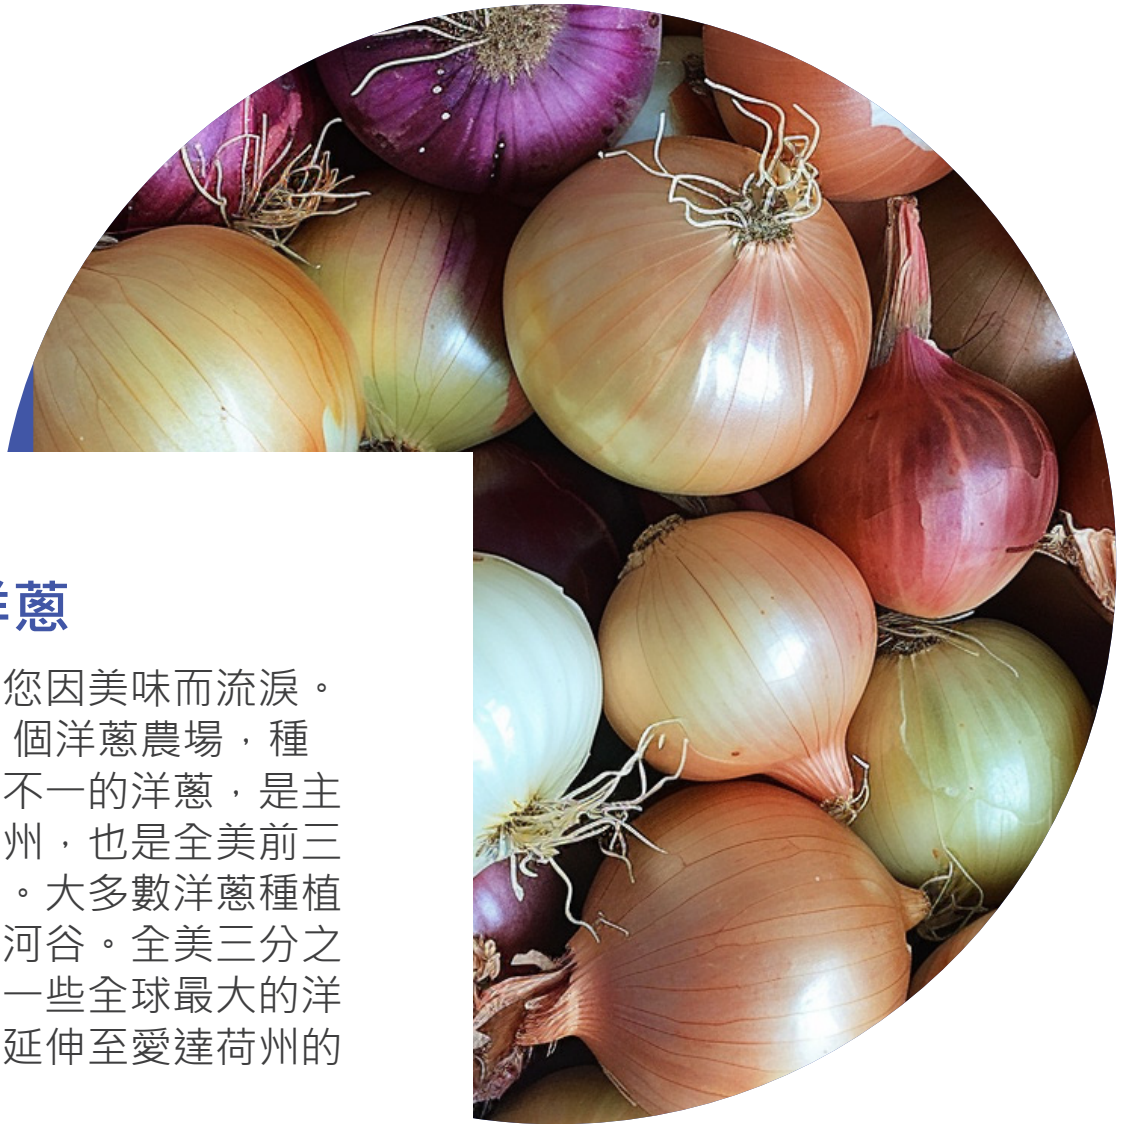 蔥
您因美味而流淚。
個洋蔥農場，種
不一的洋蔥，是主
州，也是全美前三
。大多數洋蔥種植
河谷。全美三分之
一些全球最大的洋
延伸至愛達荷州的